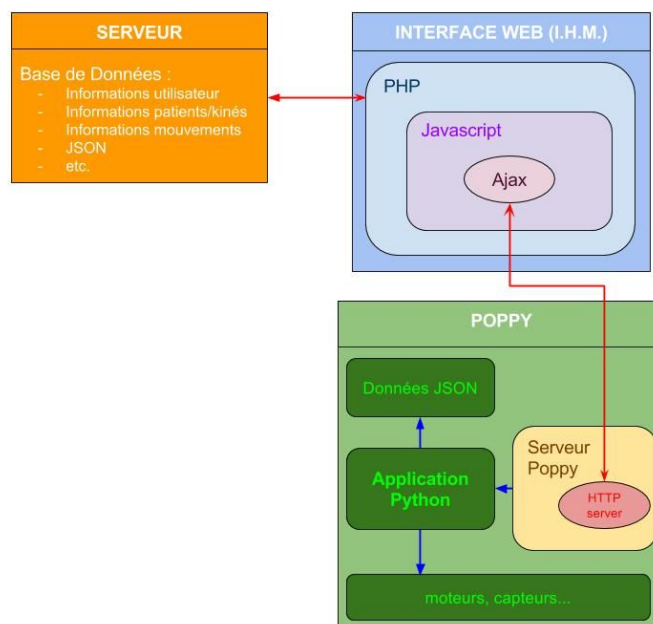 SERVEUR
Base de Données :
- Informations utilisateur
- Informations patients/kinés
- Informations mouvements
- JSON
- etc.
INTERFACE WEB (I.H.M.)
PHP
Javascript
Ajax
POPPY
Données JSON
Application
Python
Serveur
Poppy
HTTP
server
moteurs, capteurs...